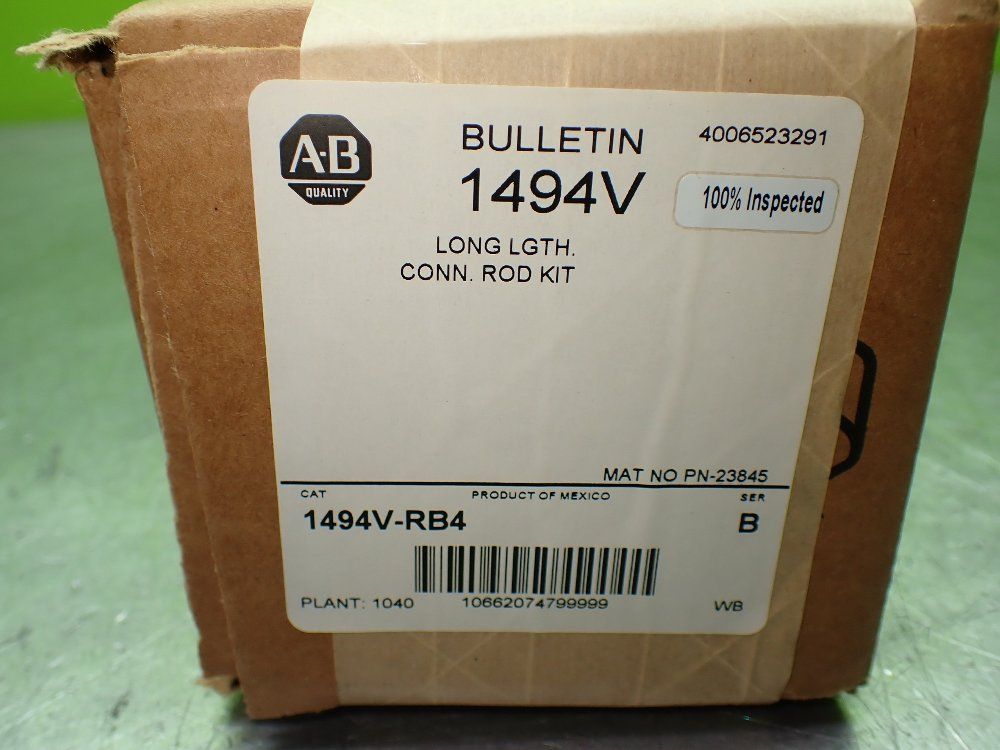 A-B
QUALITY
BULLETIN
1494V
4006523291
100% Inspected
LONG LGTH.
CONN. ROD KIT
MAT NO PN-23845
CAT
PRODUCT OF MEXICO
SER
1494V-RB4
B
PLANT: 1040
10662074799999
WB